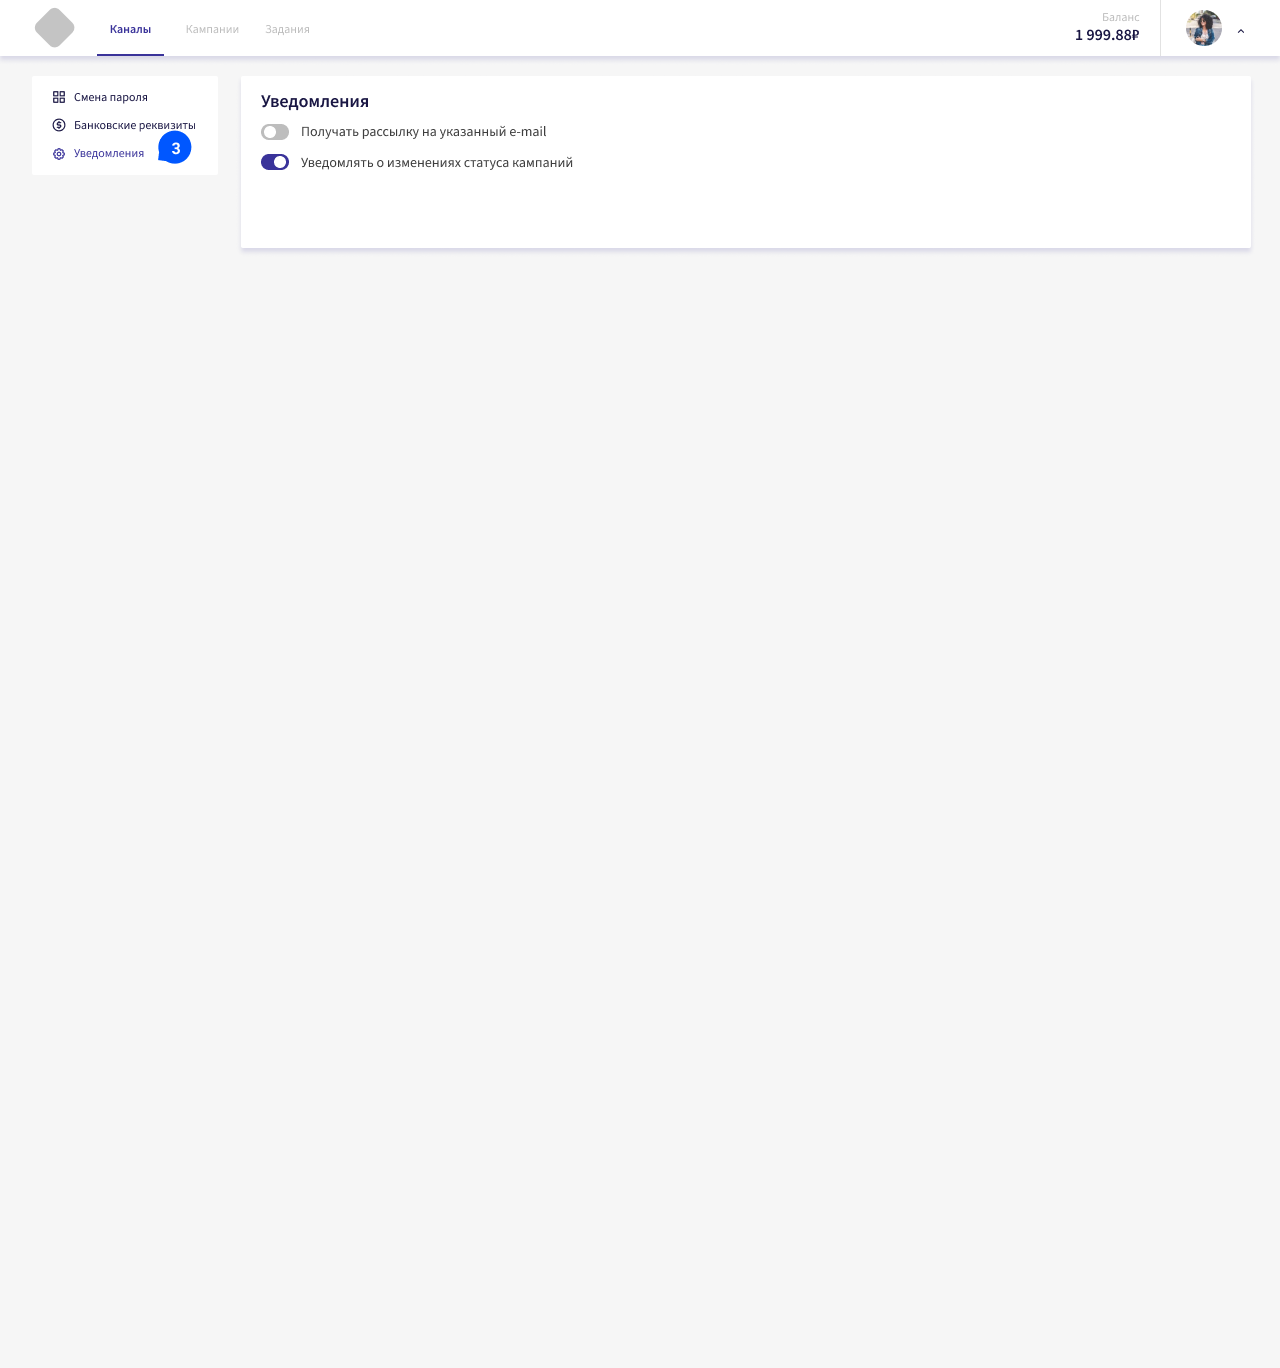 Каналы
Кампании
Задания
Баланс
1 999.88₽
Смена пароля
Банковские реквизиты
Уведомления
3
Уведомления
Получать рассылку на указанный e-mail
Уведомлять о изменениях статуса кампаний